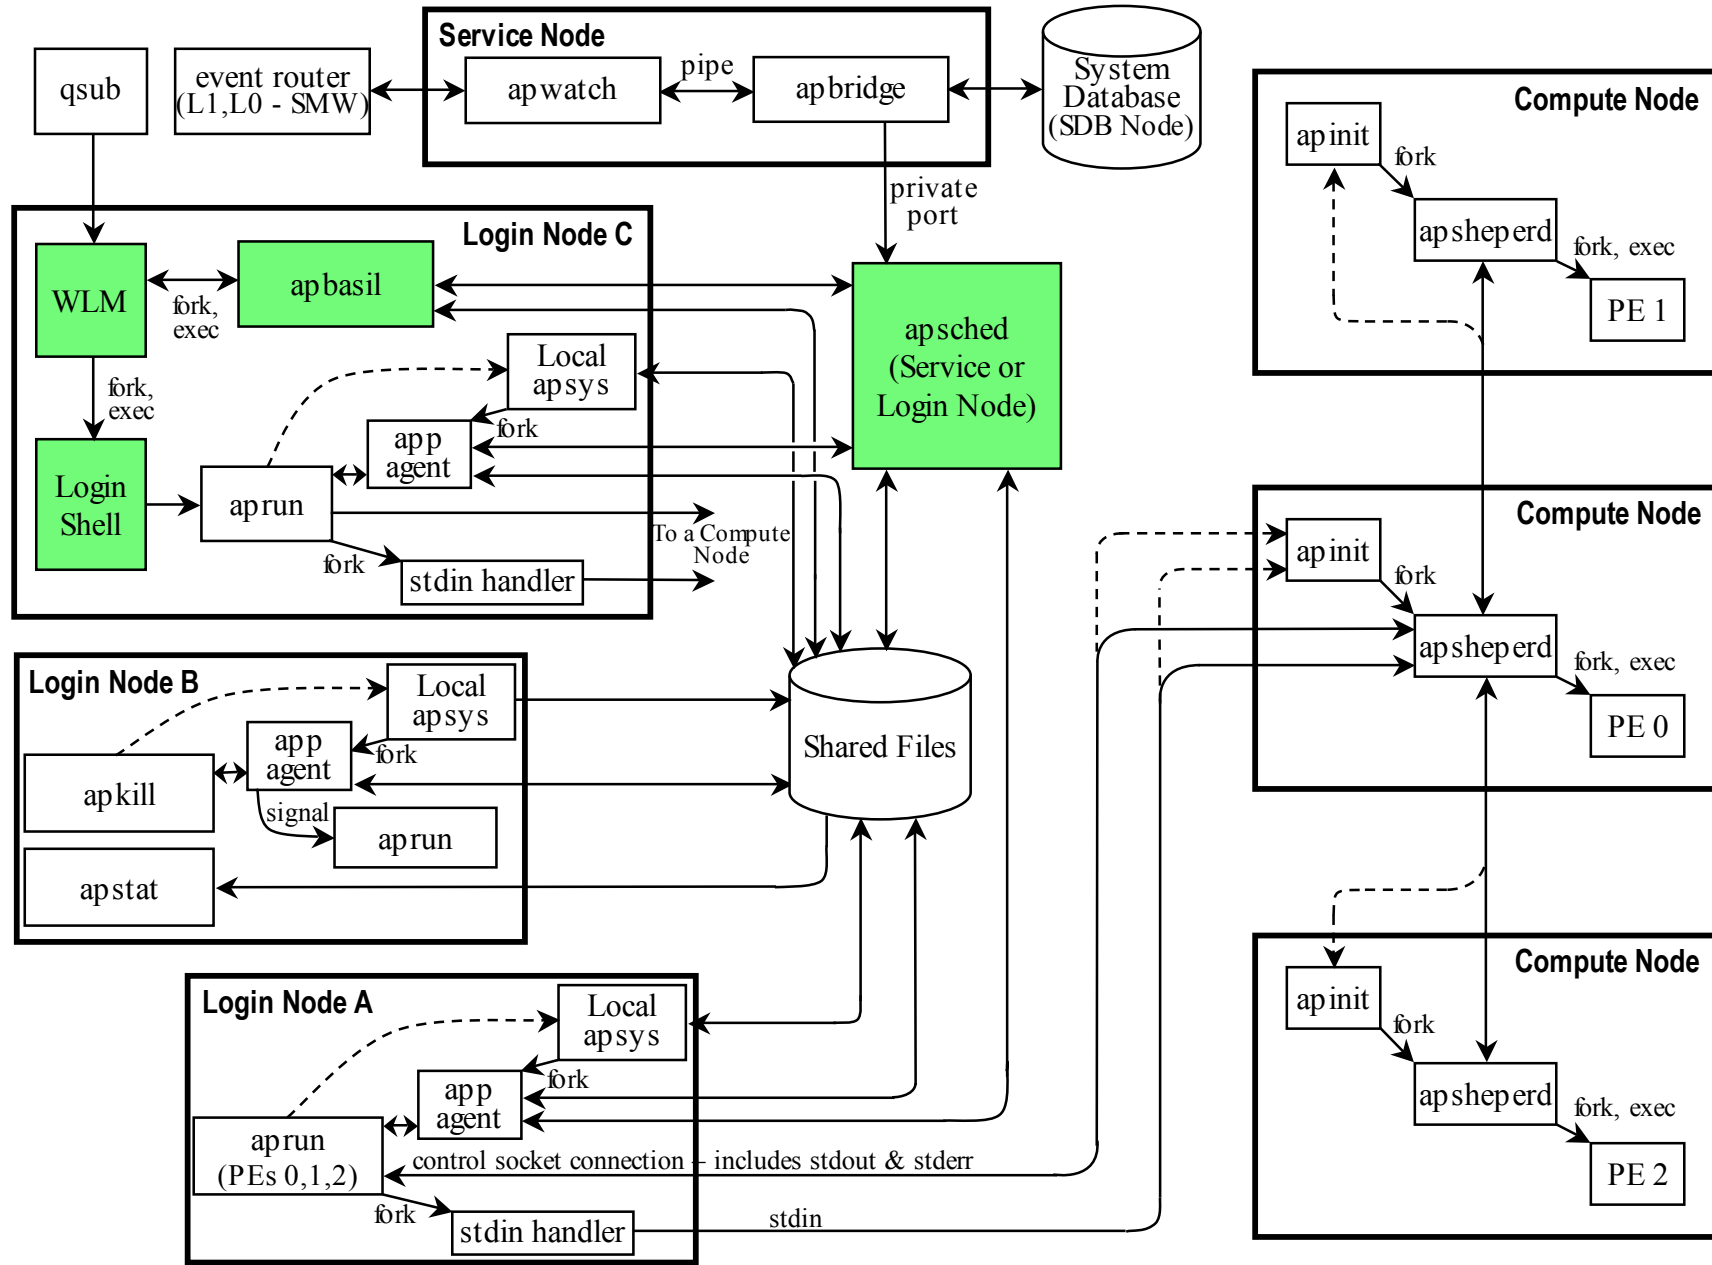 Service Node
qsub
event router
(L1,L0 - SMW)
apwatch
pipe
apbridge
System
Database
(SDB Node)
private
port
Login Node C
WLM
fork,
exec
apbasil
fork,
exec
Login
Shell
Local
apsys
fork
app
agent
aprun
fork
stdin handler
To a Compute
Node
apsched
(Service or
Login Node)
Login Node B
Local
apsys
fork
app
agent
apkill
signal
aprun
apstat
Shared Files
Login Node A
Local
apsys
fork
app
agent
aprun
(PEs 0,1,2)
control socket connection – includes stdout & stderr
fork
stdin handler
stdin
Compute Node
apinit
fork
apsheperd
fork, exec
PE 1
Compute Node
apinit
fork
apsheperd
fork, exec
PE 0
Compute Node
apinit
fork
apsheperd
fork, exec
PE 2